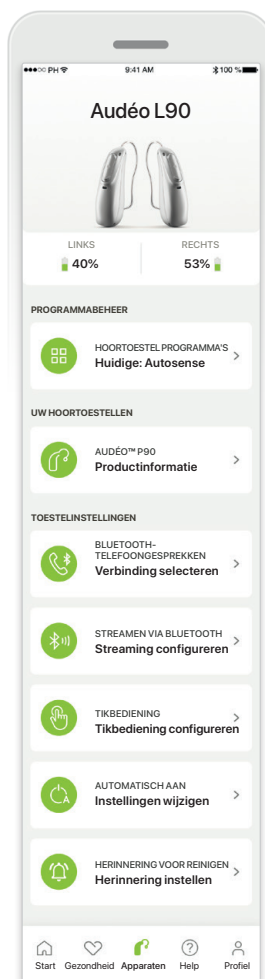 PH 9:41 AM 100 %
Audéo L90
LINKS RECHTS
40% 53%
PROGRAMMABEHEER
HOORTOESTEL PROGRAMMA'S
Huidige: Autosense
UW HOORTOESTELLEN
AUDÉO™ P90
Productinformatie
TOESTELINSTELLINGEN
BLUETOOTH-
TELEFOONGESPREKKEN
Verbinding selecteren
STREAMEN VIA BLUETOOTH
Streaming configureren
TIKBEDIENING
Tikbediening configureren
AUTOMATISCH AAN
Instellingen wijzigen
HERINNERING VOOR REINIGEN
Herinnering instellen
Start Gezondheid Apparaten Help Profiel